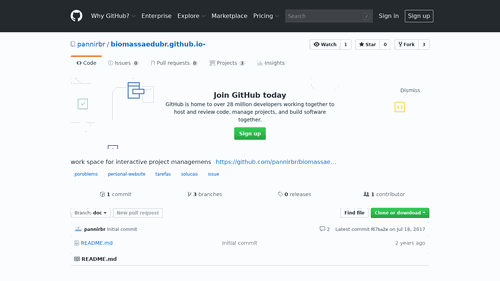 Why GitHub? Enterprise Explore Marketplace Pricing Search Sign in Sign up
pannirbr / biomassaedubr.github.io- Watch 1 Star 0 Fork 0
Code Issues 0 Pull requests 0 Projects 3 Insights
Dismiss
Join GitHub today
GitHub is home to over 28 million developers working together to
host and review code, manage projects, and build software
together.
Sign up
work space for interactive project managemens https://github.com/pannirbr/biomassae…
poroblems personal-website tarefas solucas issue
1 commit 3 branches 0 releases 1 contributor
Branch: doc New pull request Find file Clone or download
pannirbr Initial commit 2 Latest commit on Jul 18, 2017
README.md Initial commit 2 years ago
README.md